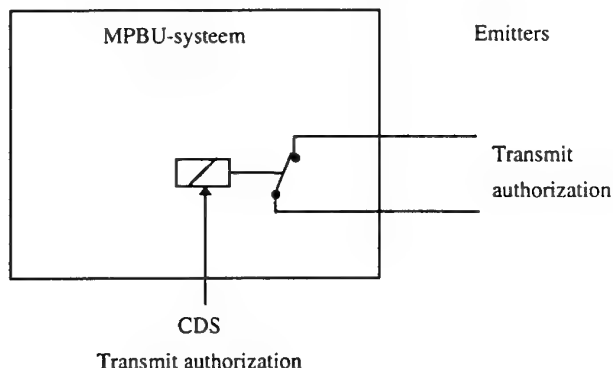 MPBU-systeem
Emitters
Transmit
authorization
CDS
Transmit authorization